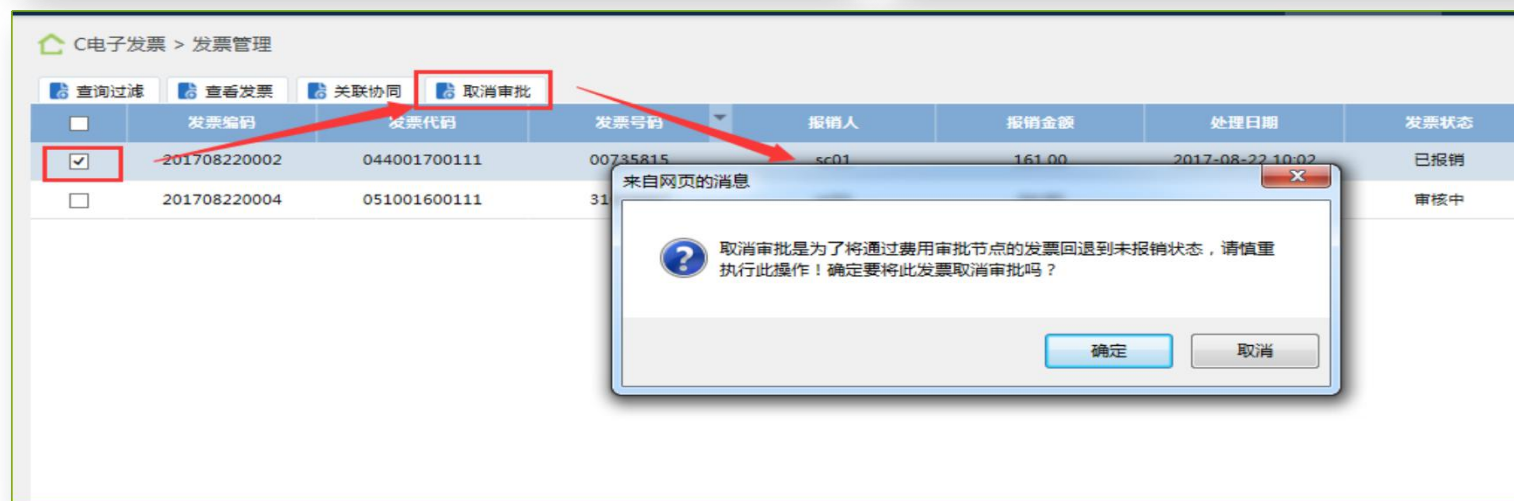 C电子发票 > 发票管理
查询过滤 查看发票 关联协同 取消审批
发票编码 发票代码 发票号码 报销人 报销金额 处理日期 发票状态
201708220002 044001700111 00735815 sc01 161.00 2017-08-22 10:02 已报销
201708220004 051001600111 31 审核中
来自网页的消息
取消审批是为了将通过费用审批节点的发票回退到未报销状态，请慎重
执行此操作！确定要将此发票取消审批吗？
确定 取消